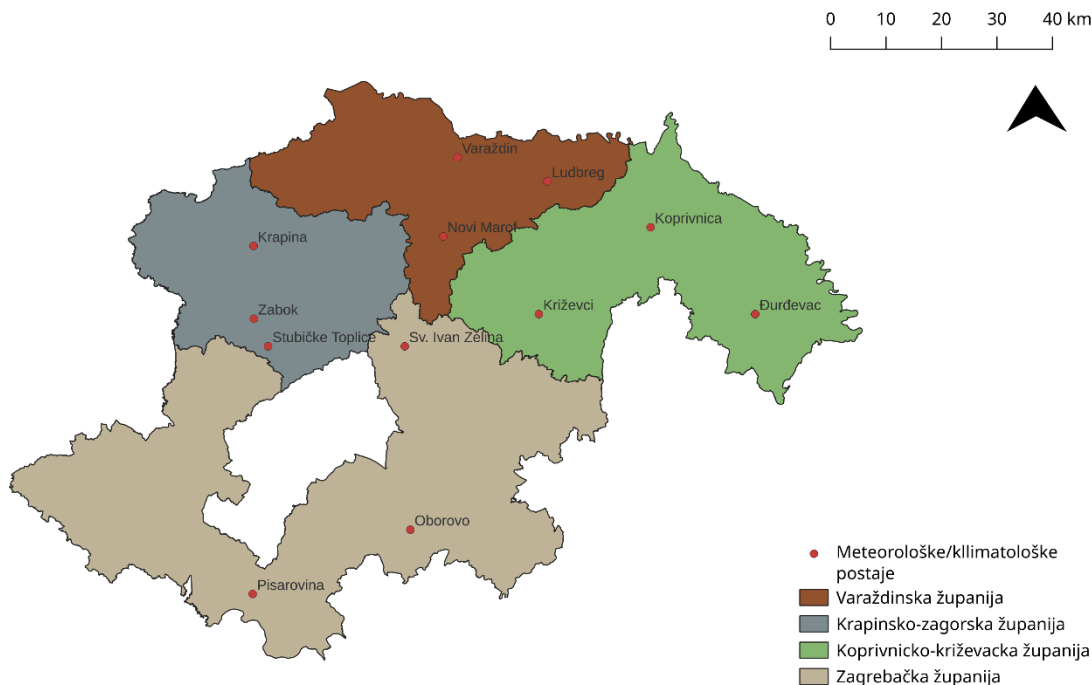 0 10 20 30 40 km
Varaždin
Ludbreg
Koprivnica
Novi Marof
Krapina
Križevci
Đurđevac
Zabok
Stubičke Toplice
Sv. Ivan Zelina
Oborovo
Pisarovina
Meteorološke/kllimatološke
postaje
Varaždinska županija
Krapinsko-zagorska županija
Koprivnicko-križevacka županija
Zagrebačka županija